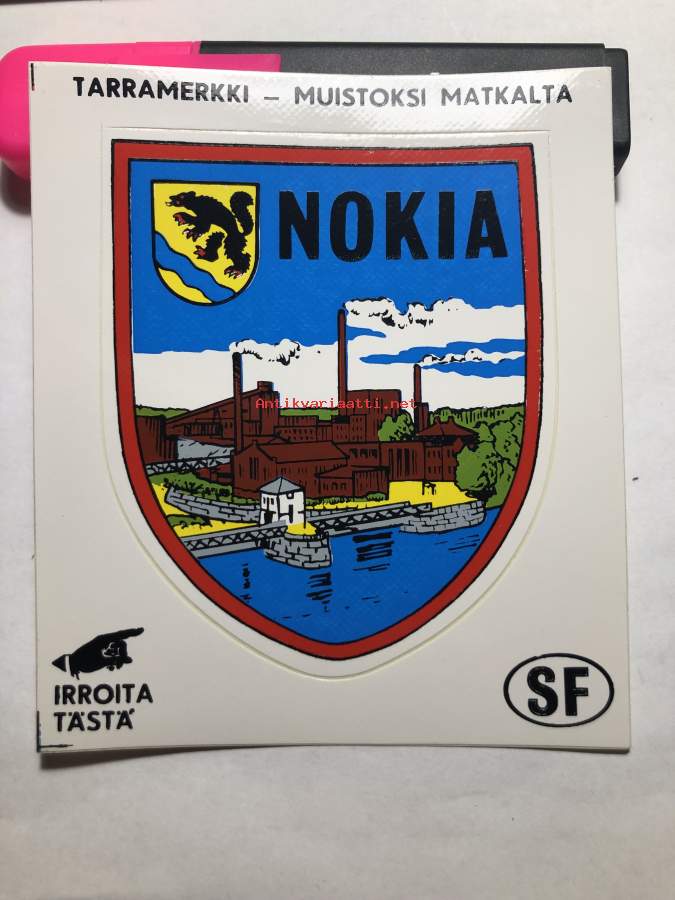 TARRAMERKKI – MUISTOKSI MATKALTA
NOKIA
Antikvariaatti.net
IRROITA
TÄSTÄ
SF